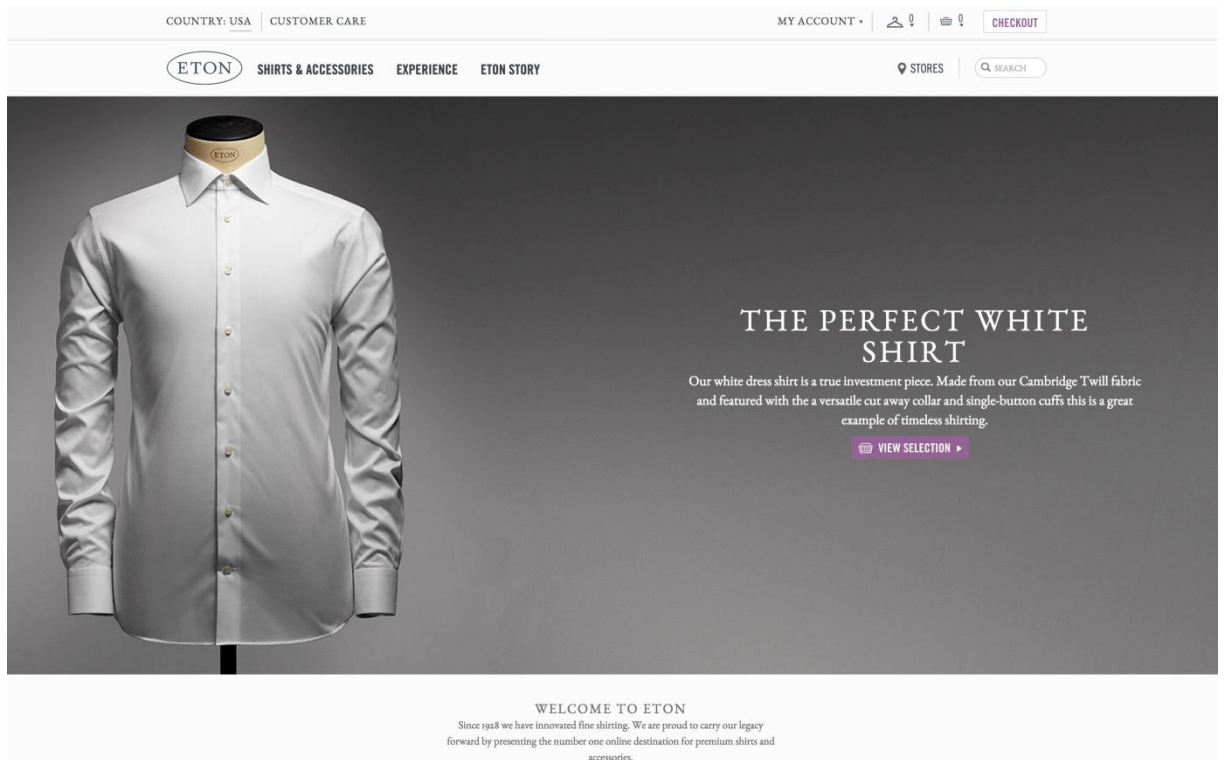 COUNTRY: USA CUSTOMER CARE MY ACCOUNT 0 0 CHECKOUT
ETON SHIRTS & ACCESSORIES EXPERIENCE ETON STORY STORES SEARCH
ETON
THE PERFECT WHITE
SHIRT
Our white dress shirt is a true investment piece. Made from our Cambridge Twill fabric
and featured with the a versatile cut away collar and single-button cuffs this is a great
example of timeless shirting.
VIEW SELECTION
WELCOME TO ETON
Since 1928 we have innovated fine shirting. We are proud to carry our legacy
forward by presenting the number one online destination for premium shirts and
accessories.